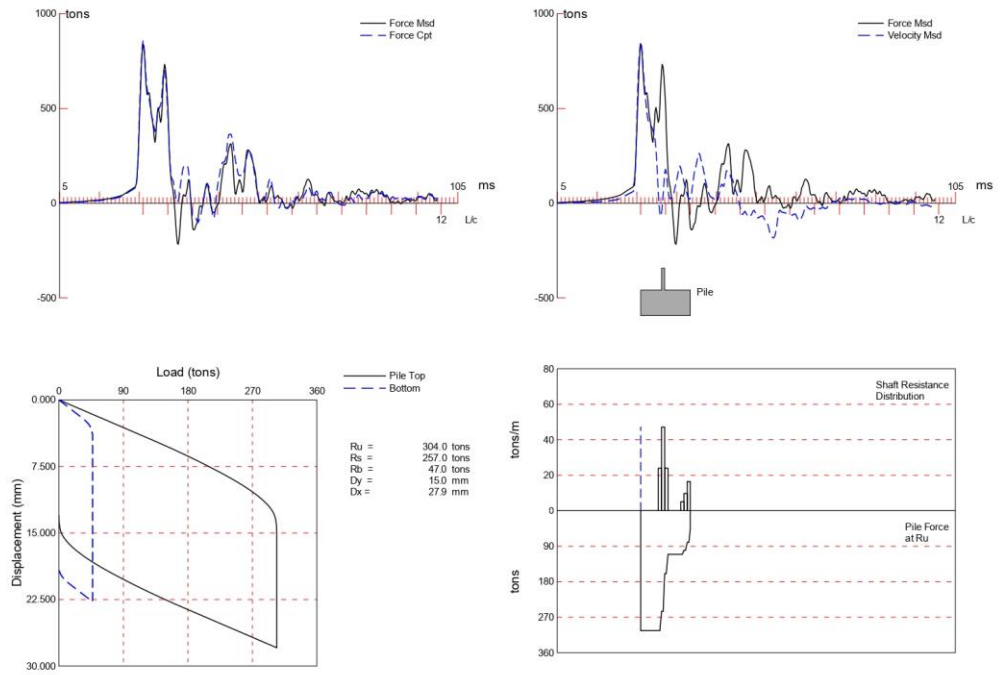 1000 tons
Force Msd
Force Cpt
500
5
105 ms
0
12 L/c
-500
1000 tons
Force Msd
Velocity Msd
500
5
105 ms
0
12 L/c
-500
Pile
Load (tons)
0 90 180 270 360
0.000
7.500
15.000
22.500
30.000
Displacement (mm)
Pile Top
Bottom
Ru = 304.0 tons
Rs = 257.0 tons
Rb = 47.0 tons
Dy = 15.0 mm
Dx = 27.9 mm
80
Shaft Resistance
Distribution
60
tons/m
40
20
0
Pile Force
at Ru
90
tons
180
270
360